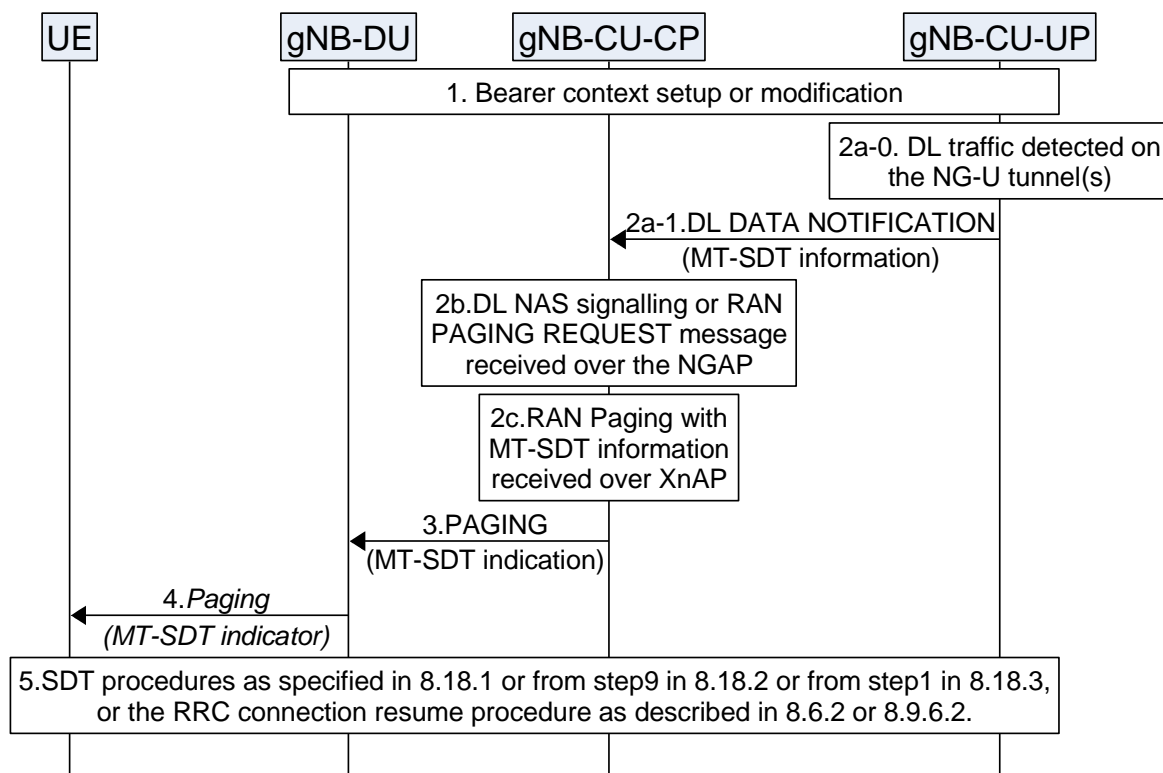 UE
gNB-DU
gNB-CU-CP
gNB-CU-UP
1. Bearer context setup or modification
2a-0. DL traffic detected on
the NG-U tunnel(s)
2a-1.DL DATA NOTIFICATION
(MT-SDT information)
2b.DL NAS signalling or RAN
PAGING REQUEST message
received over the NGAP
2c.RAN Paging with
MT-SDT information
received over XnAP
3.PAGING
(MT-SDT indication)
4.Paging
(MT-SDT indicator)
5.SDT procedures as specified in 8.18.1 or from step9 in 8.18.2 or from step1 in 8.18.3,
or the RRC connection resume procedure as described in 8.6.2 or 8.9.6.2.